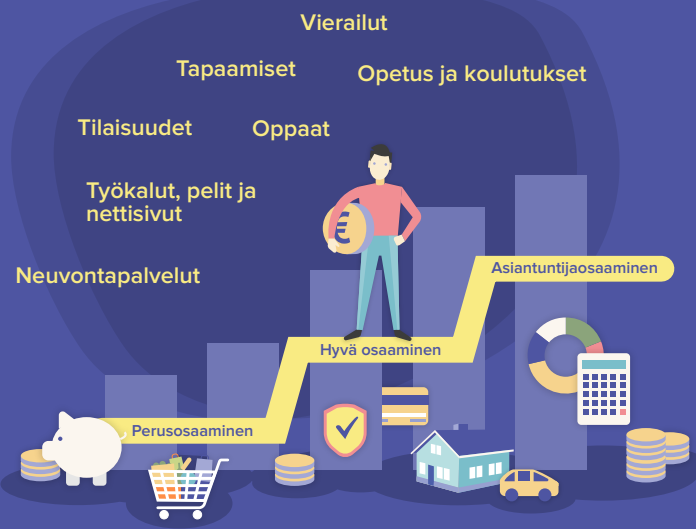 Vierailut
Tapaamiset
Opetus ja koulutukset
Tilaisuudet
Oppaat
Työkalut, pelit ja
nettisivut
Neuvontapalvelut
Asiantuntijaosaaminen
Hyvä osaaminen
Perusosaaminen
€